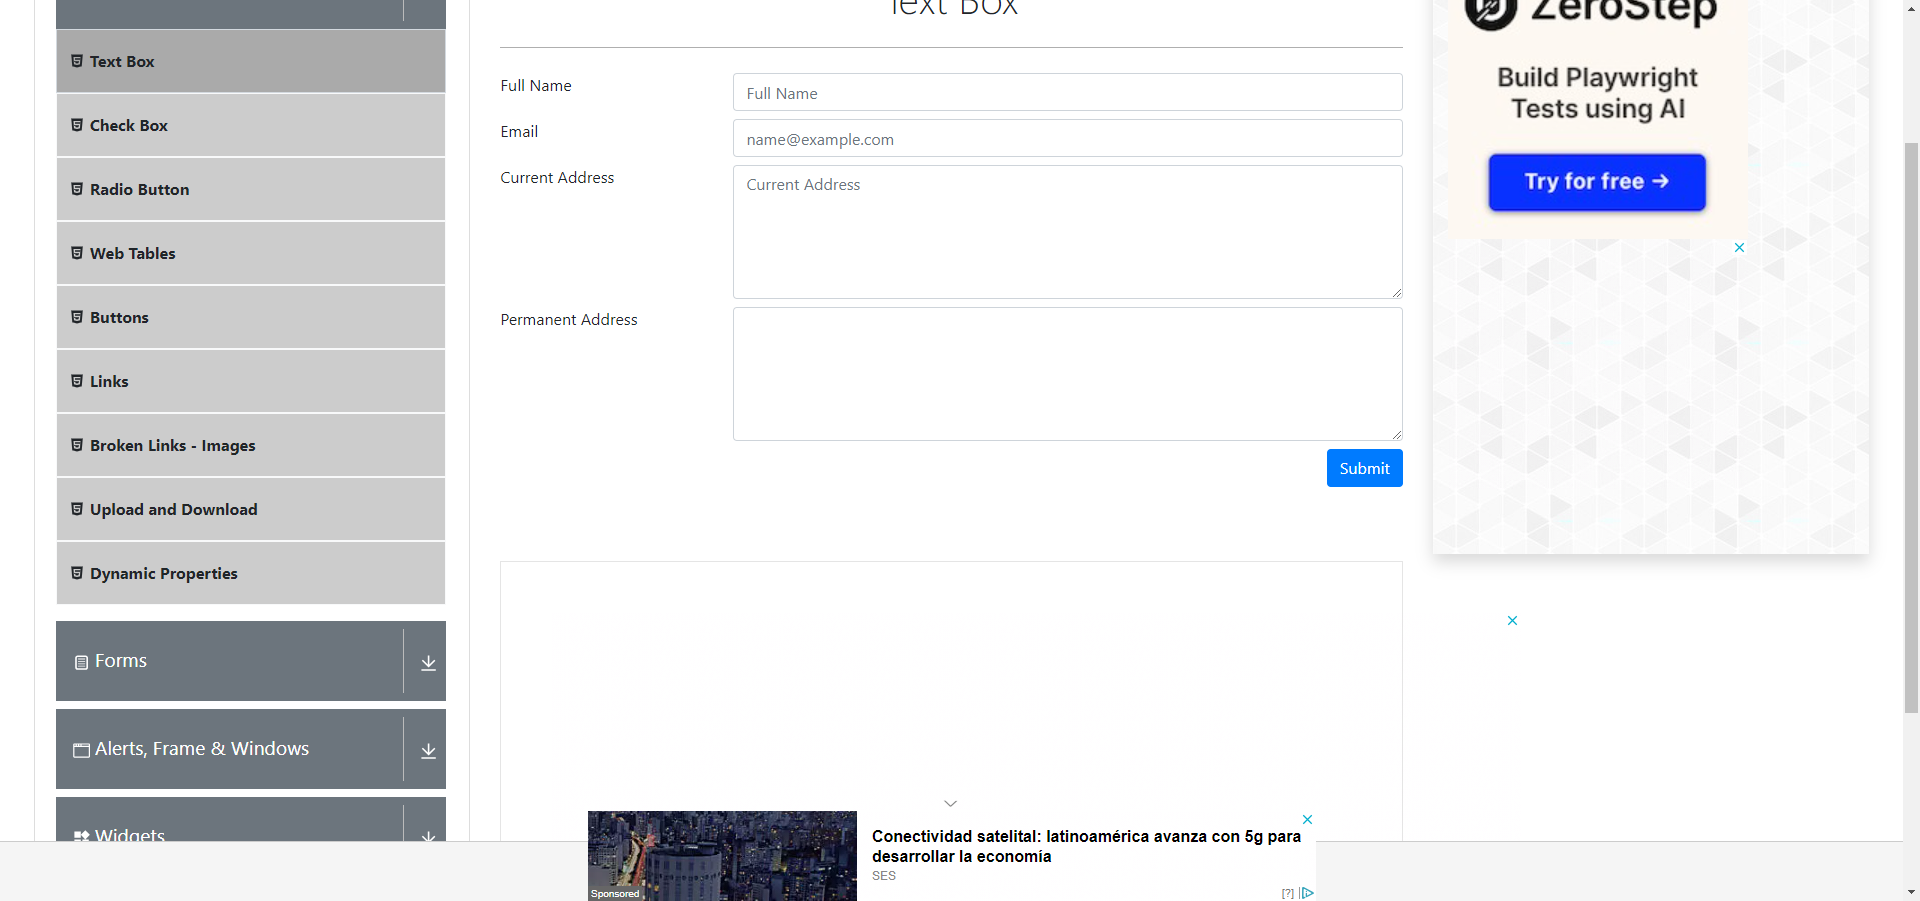 Text Box
Text Box
Check Box
Radio Button
Web Tables
Buttons
Links
Broken Links - Images
Upload and Download
Dynamic Properties
Forms
Alerts, Frame & Windows
Widgets
Full Name
Full Name
Email
name@example.com
Current Address
Current Address
Permanent Address
Submit
ZeroStep
Build Playwright
Tests using AI
Try for free →
Sponsored
Conectividad satelital: latinoamérica avanza con 5g para
desarrollar la economía
SES
[?]